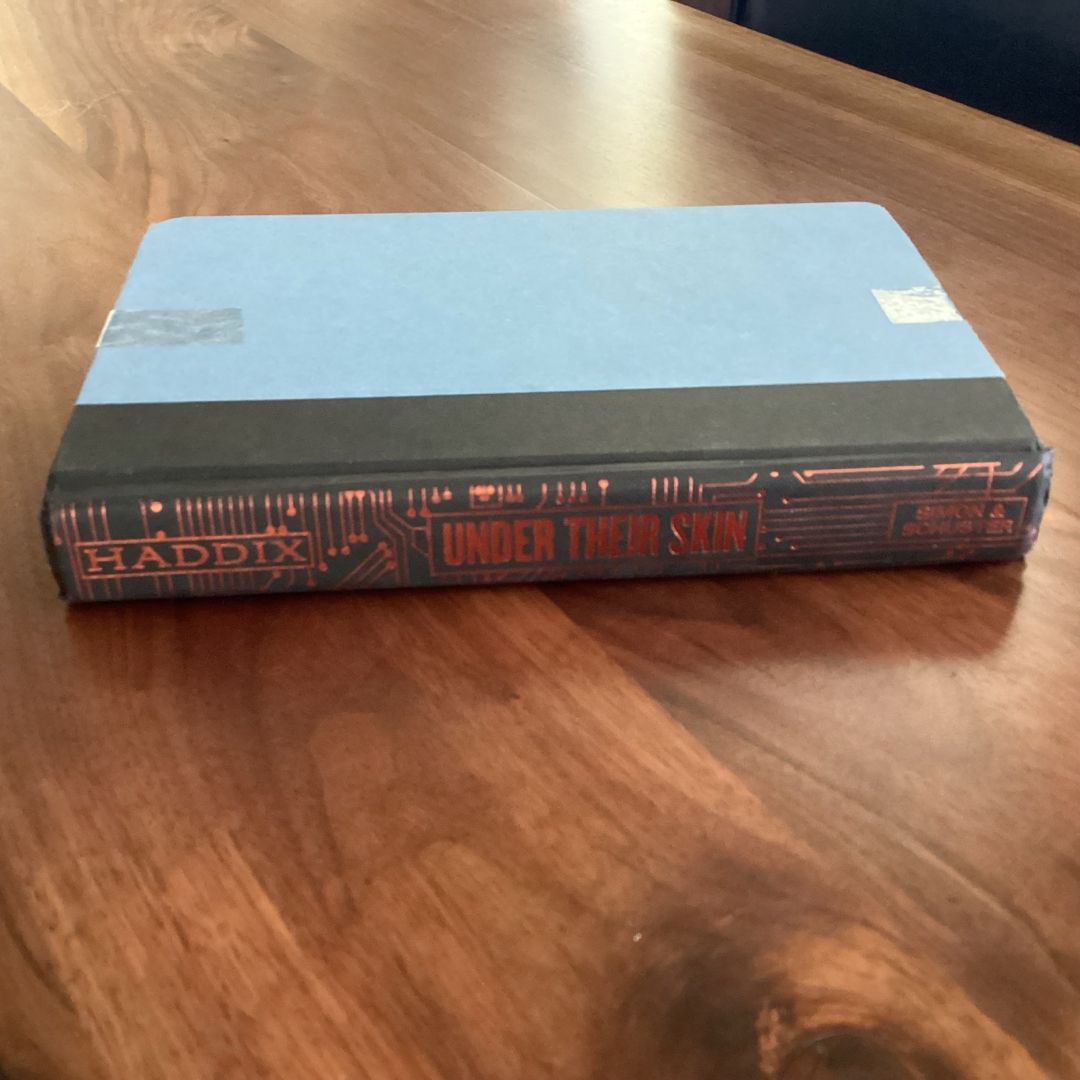 HADDIX
UNDER THEIR SKIN
SIMON &
SCHUSTER